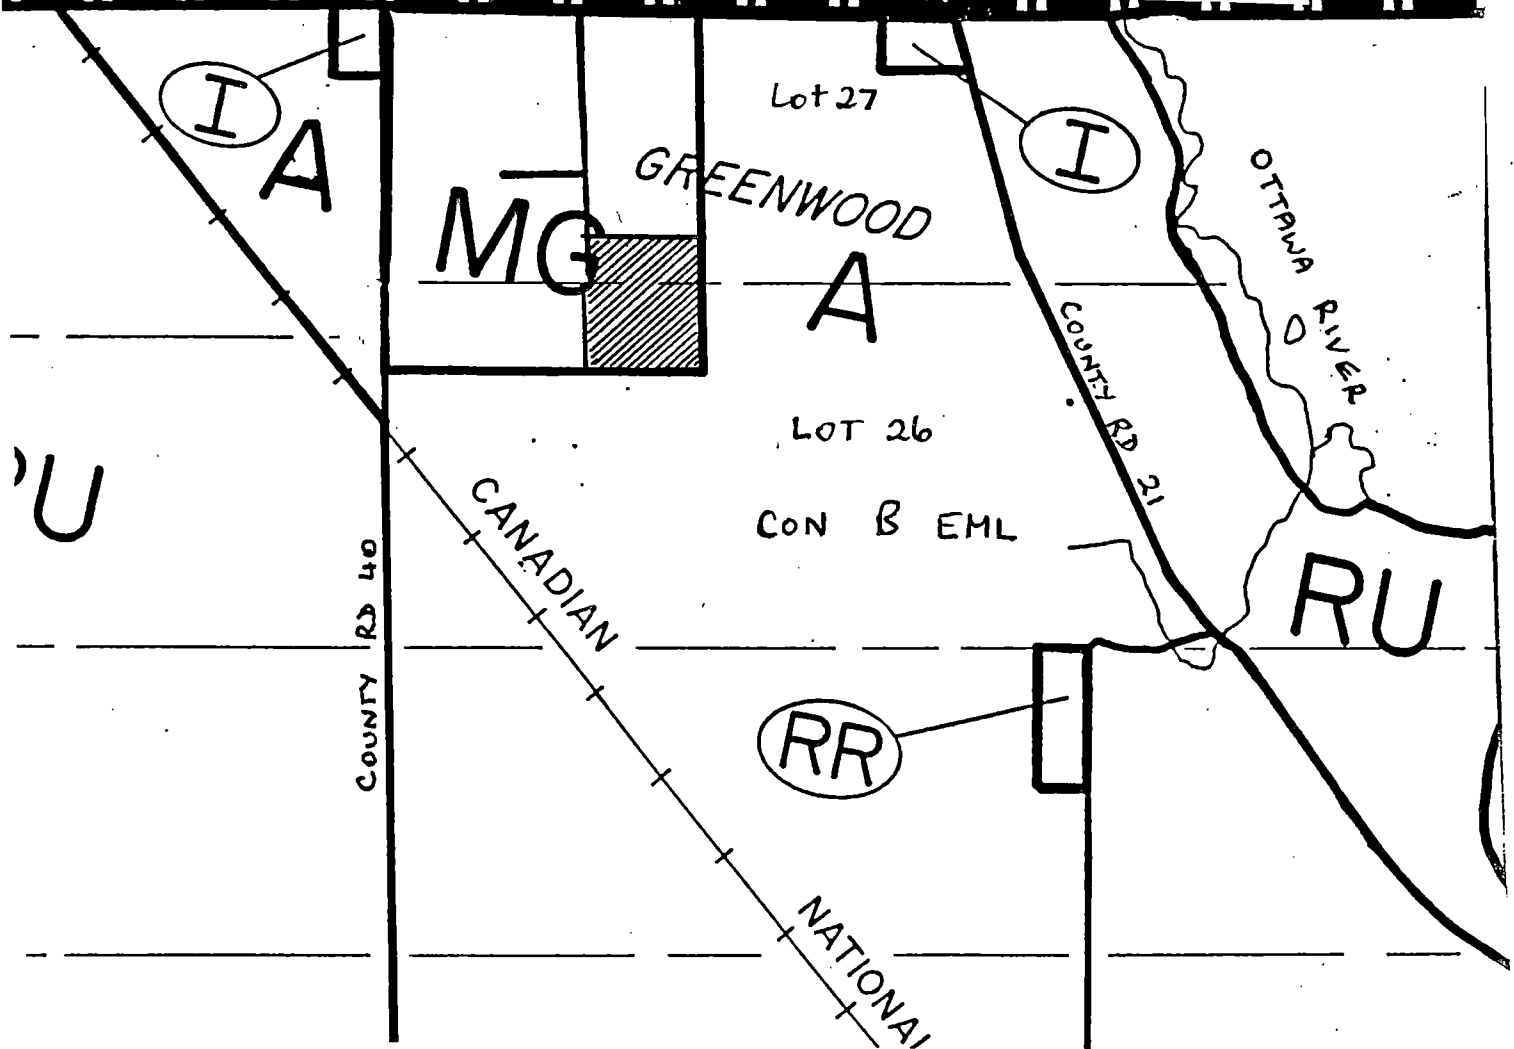 I
A
MG
Lot 27
GREENWOOD
A
I
OTTAWA RIVER
COUNTY RD 21
LOT 26
CON B EML
U
CANADIAN
NATIONAL
COUNTY RD 40
RU
RR